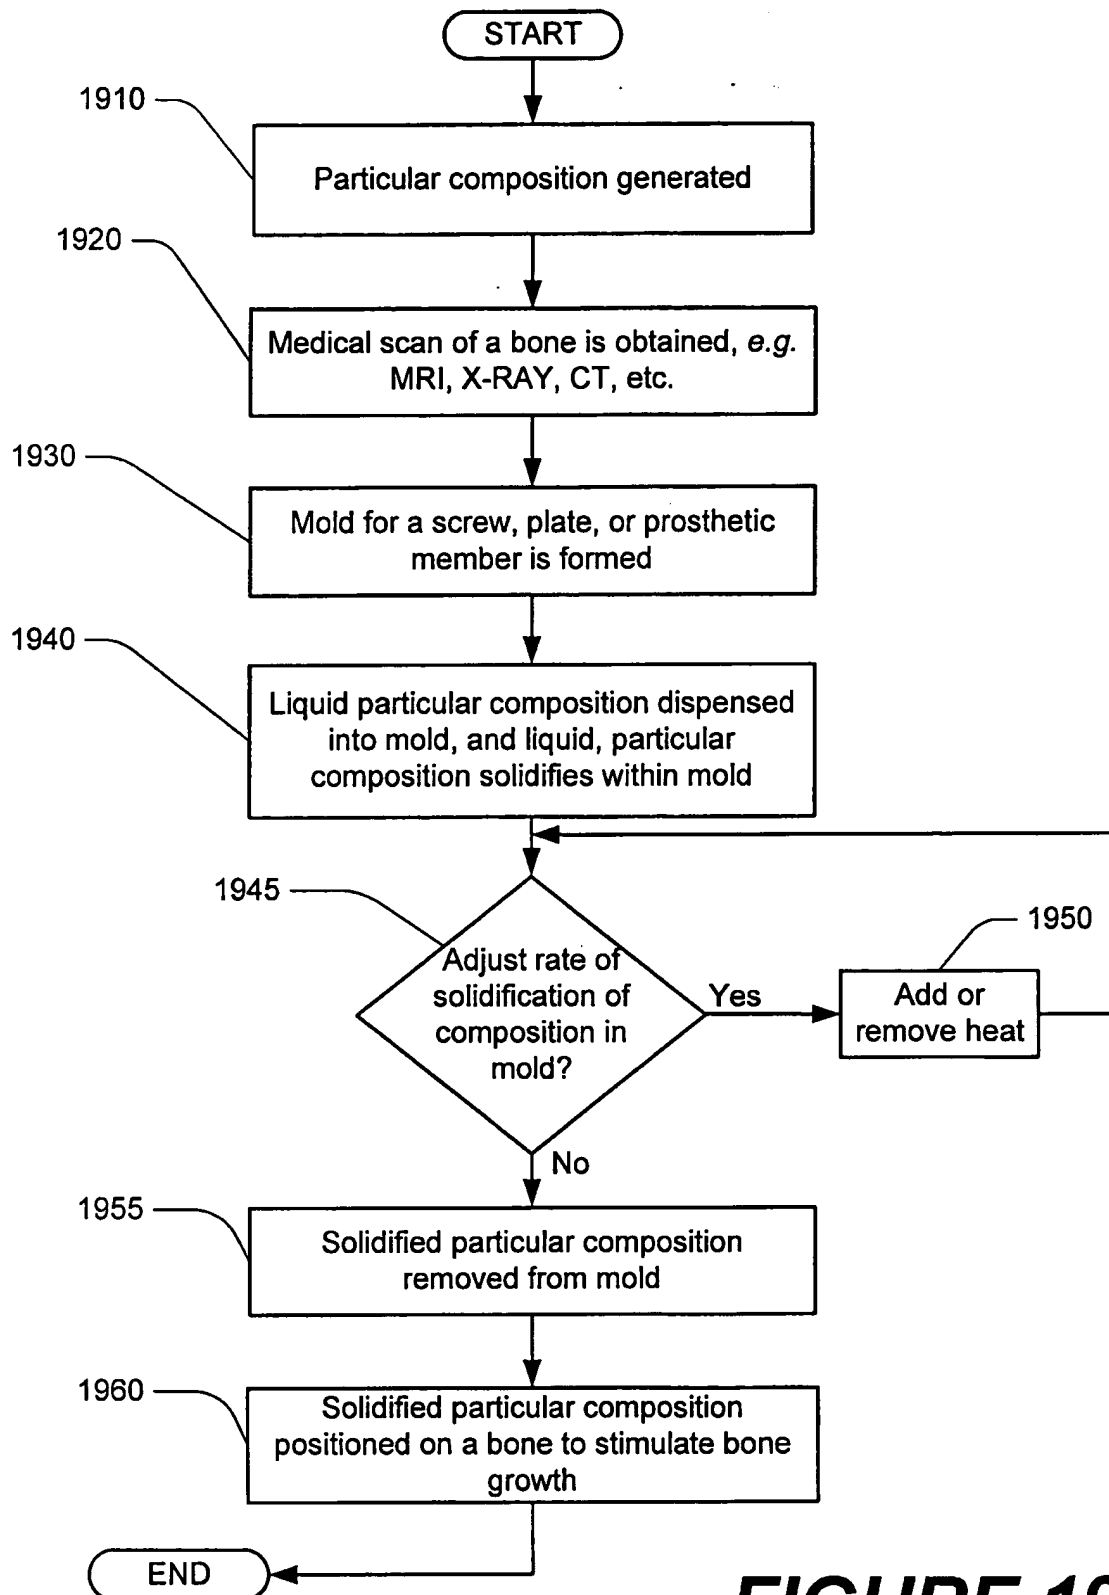 START
1910
Particular composition generated
1920
Medical scan of a bone is obtained, e.g.
MRI, X-RAY, CT, etc.
1930
Mold for a screw, plate, or prosthetic
member is formed
1940
Liquid particular composition dispensed
into mold, and liquid, particular
composition solidifies within mold
1945
Adjust rate of
solidification of
composition in
mold?
Yes
1950
Add or
remove heat
No
1955
Solidified particular composition
removed from mold
1960
Solidified particular composition
positioned on a bone to stimulate bone
growth
END
FIGURE 19